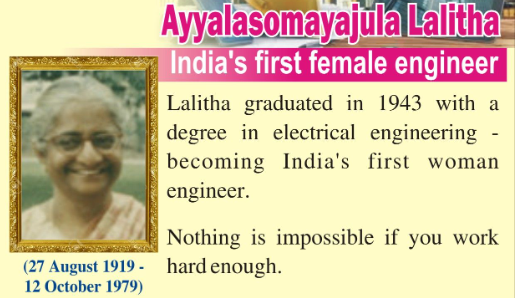 Ayyalasomayajula Lalitha
India's first female engineer
Lalitha graduated in 1943 with a
degree in electrical engineering -
becoming India's first woman
engineer.
Nothing is impossible if you work
hard enough.
(27 August 1919 -
12 October 1979)